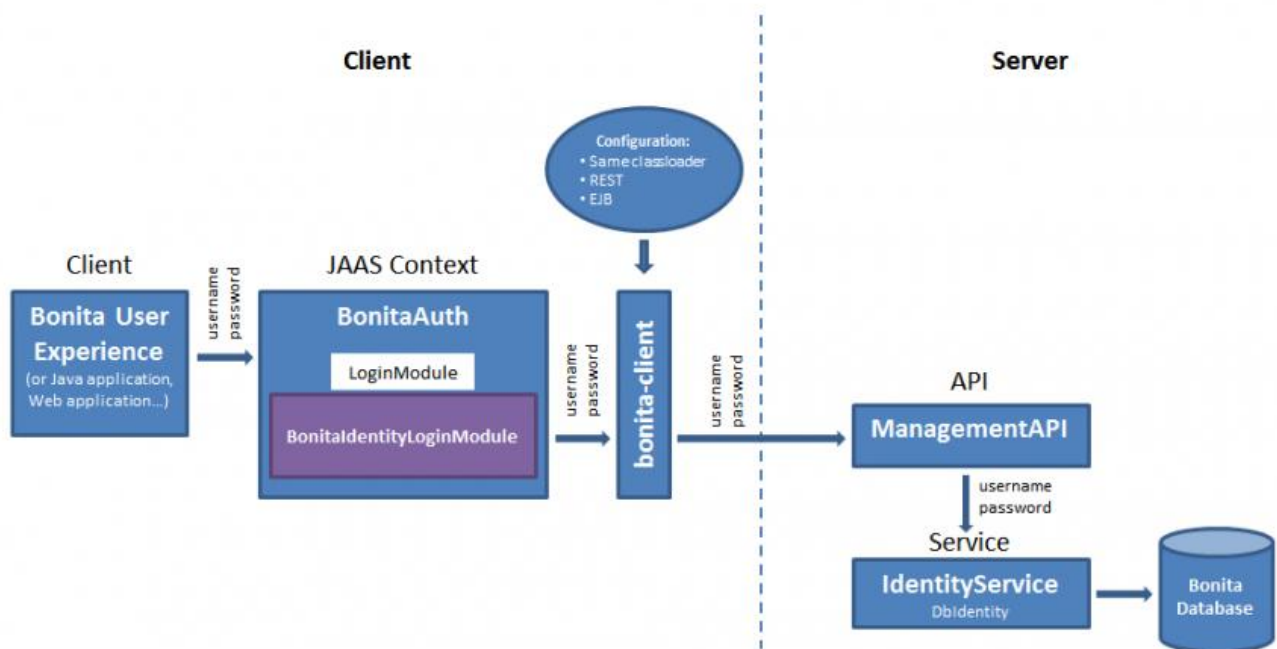 Client
Server
Configuration:
• Same classloader
• REST
• EJB
Client
JAAS Context
Bonita User
Experience
(or Java application,
Web application...)
username
password
BonitaAuth
LoginModule
BonitaIdentityLoginModule
username
password
bonita-client
username
password
API
ManagementAPI
username
password
Service
IdentityService
DbIdentity
Bonita
Database